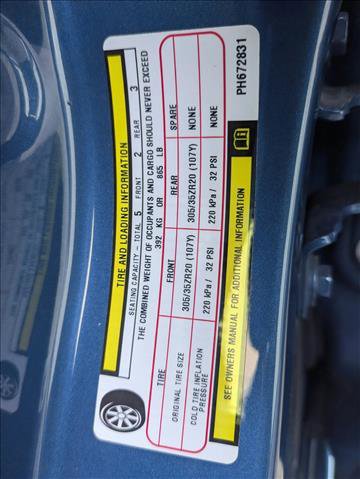 TIRE AND LOADING INFORMATION
SEATING CAPACITY – TOTAL 5 FRONT 2 REAR 3
THE COMBINED WEIGHT OF OCCUPANTS AND CARGO SHOULD NEVER EXCEED
392 KG OR 865 LB
TIRE FRONT REAR SPARE
ORIGINAL TIRE SIZE 305/35ZR20 (107Y) 305/35ZR20 (107Y) NONE
COLD TIRE INFLATION PRESSURE 220 kPa / 32 PSI 220 kPa / 32 PSI NONE
SEE OWNERS MANUAL FOR ADDITIONAL INFORMATION
PH672831